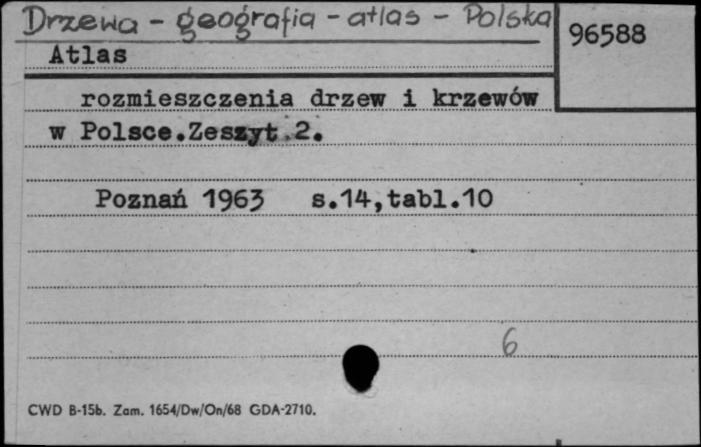 Drzewa - geografia - atlas - Polska
96588
Atlas
rozmieszczenia drzew i krzewów
w Polsce.Zeszyt 2.
Poznań 1963 s.14,tabl.10
6
CWD B-15b. Zam. 1654/Dw/On/68 GDA-2710.